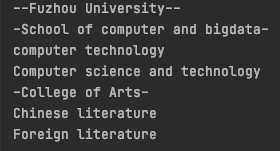 --Fuzhou University--
-School of computer and bigdata-
computer technology
Computer science and technology
-College of Arts-
Chinese literature
Foreign literature